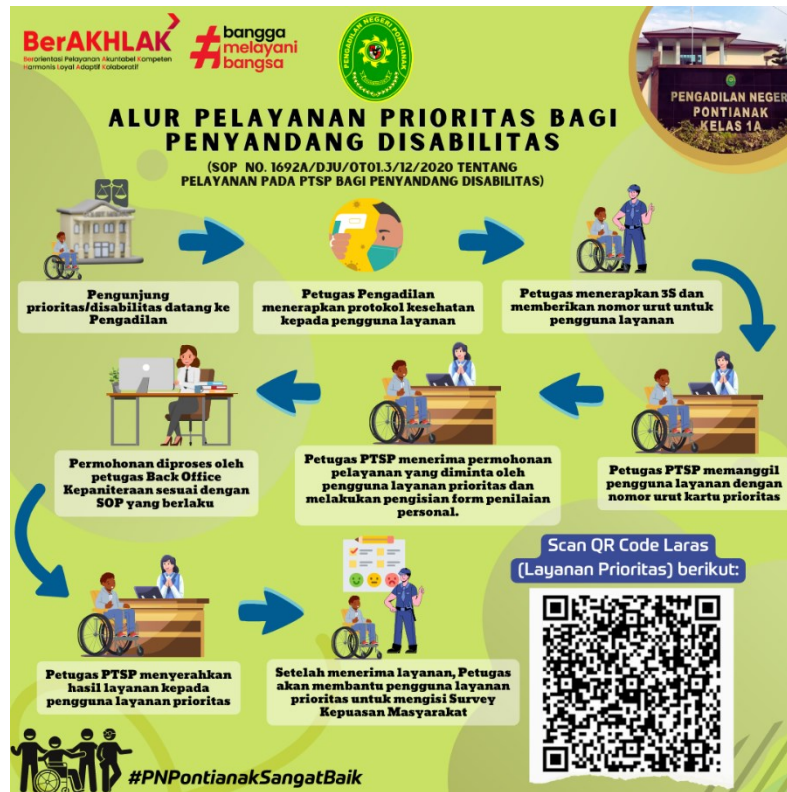 BerAKHLAK
Berorientasi Pelayanan Akuntabel Kompeten
Harmonis Loyal Adaptif Kolaboratif
#bangga
melayani
bangsa
PENGADILAN NEGERI PONTIANAK
PENGADILAN NEGERI
PONTIANAK
KELAS 1A
ALUR PELAYANAN PRIORITAS BAGI
PENYANDANG DISABILITAS
(SOP NO. 1692A/DJU/OT01.3/12/2020 TENTANG
PELAYANAN PADA PTSP BAGI PENYANDANG DISABILITAS)
Pengunjung
prioritas/disabilitas datang ke
Pengadilan
Petugas Pengadilan
menerapkan protokol kesehatan
kepada pengguna layanan
Petugas menerapkan 3S dan
memberikan nomor urut untuk
pengguna layanan
Petugas PTSP memanggil
pengguna layanan dengan
nomor urut kartu prioritas
Petugas PTSP menerima permohonan
pelayanan yang diminta oleh
pengguna layanan prioritas dan
melakukan pengisian form penilaian
personal.
Permohonan diproses oleh
petugas Back Office
Kepaniteraan sesuai dengan
SOP yang berlaku
Petugas PTSP menyerahkan
hasil layanan kepada
pengguna layanan prioritas
Setelah menerima layanan, Petugas
akan membantu pengguna layanan
prioritas untuk mengisi Survey
Kepuasan Masyarakat
Scan QR Code Laras
(Layanan Prioritas) berikut:
#PNPontianakSangatBaik